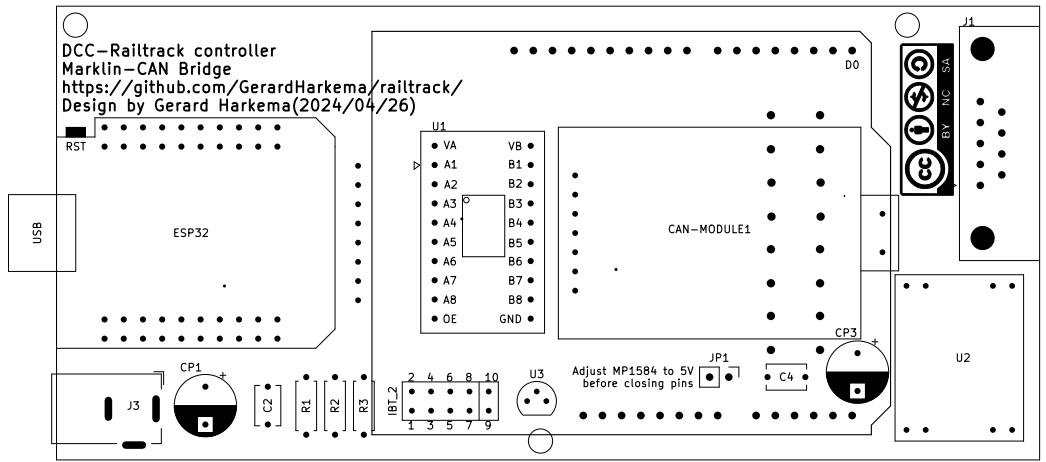 DCC-Railtrack controller
Marklin-CAN Bridge
https://github.com/GerardHarkema/railtrack/
Design by Gerard Harkema(2024/04/26)
J1
D0
SA
NC
BY
cc
RST
USB
ESP32
U1
VA VB
A1 B1
A2 B2
A3 B3
A4 B4
A5 B5
A6 B6
A7 B7
A8 B8
OE GND
CAN-MODULE1
CP3
+
U2
CP1
+
J3
C2
R1
R2
R3
IBT_2
2 4 6 8 10
1 3 5 7 9
U3
Adjust MP1584 to 5V
before closing pins
JP1
C4